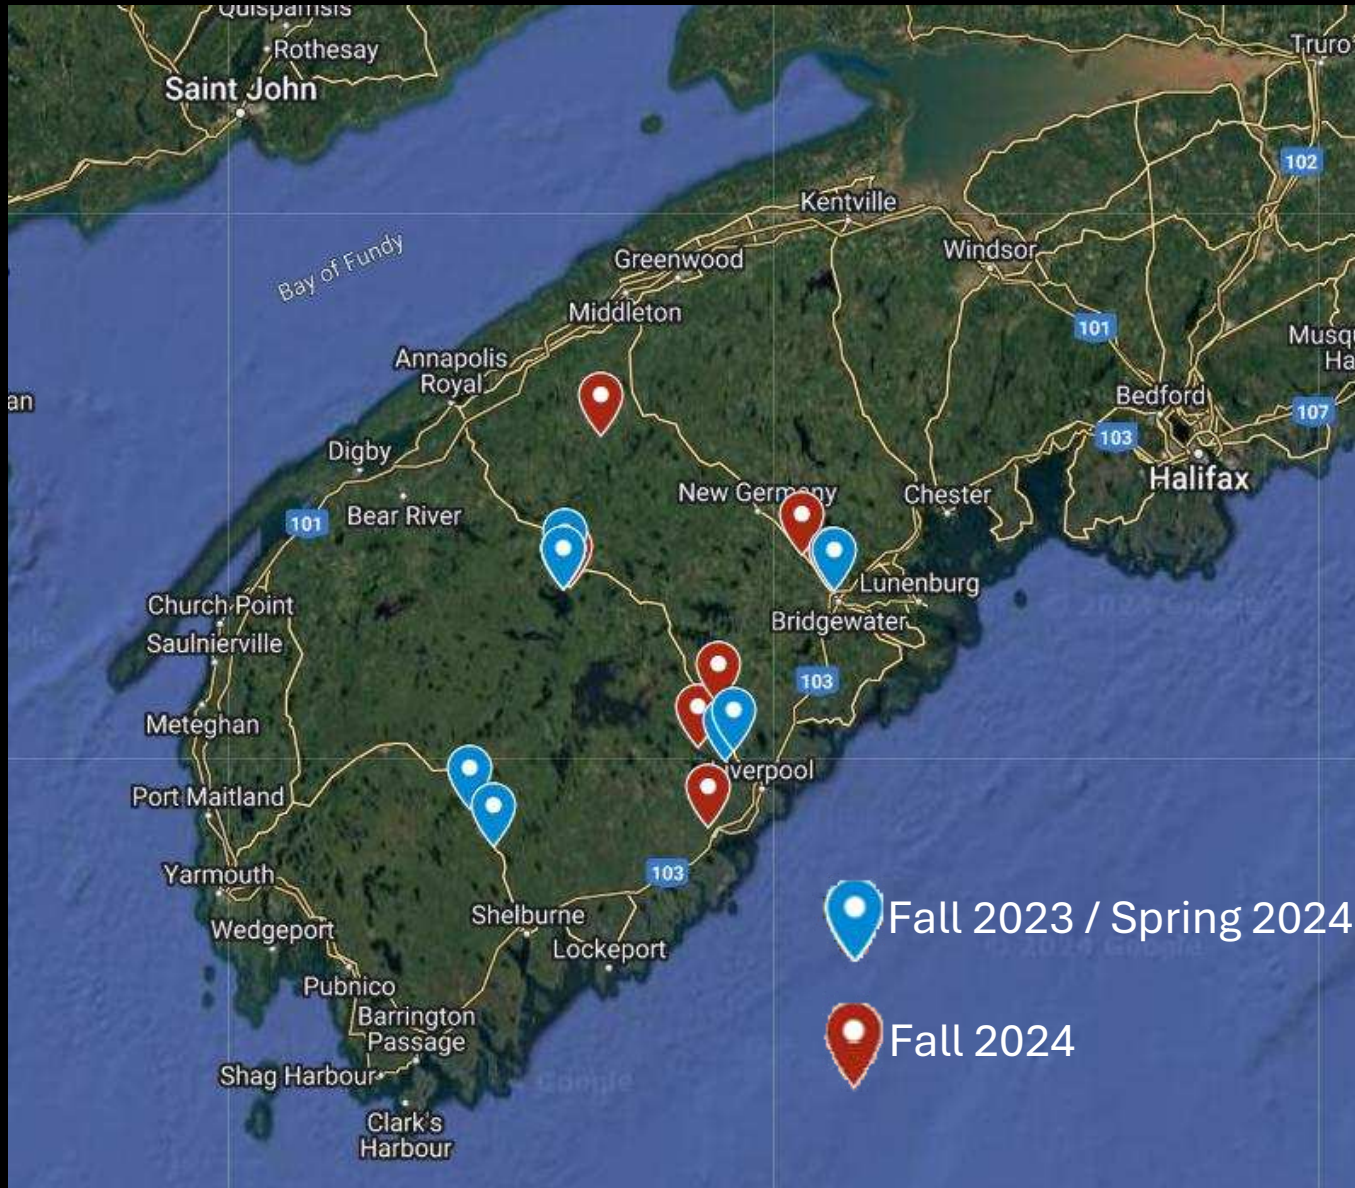 Quispamsis
Rothesay
Saint John
Truro
102
Kentville
Windsor
Bay of Fundy
Greenwood
Middleton
101
Annapolis
Royal
Bedford
107
103
Digby
Halifax
New Germany
Chester
101
Bear River
Lunenburg
Church Point
Bridgewater
Saulnierville
103
Meteghan
Liverpool
Port Maitland
103
Yarmouth
Shelburne
Fall 2023 / Spring 2024
Wedgeport
Lockeport
Pubnico
Barrington
Passage
Fall 2024
Shag Harbour
Google
Clark's
Harbour